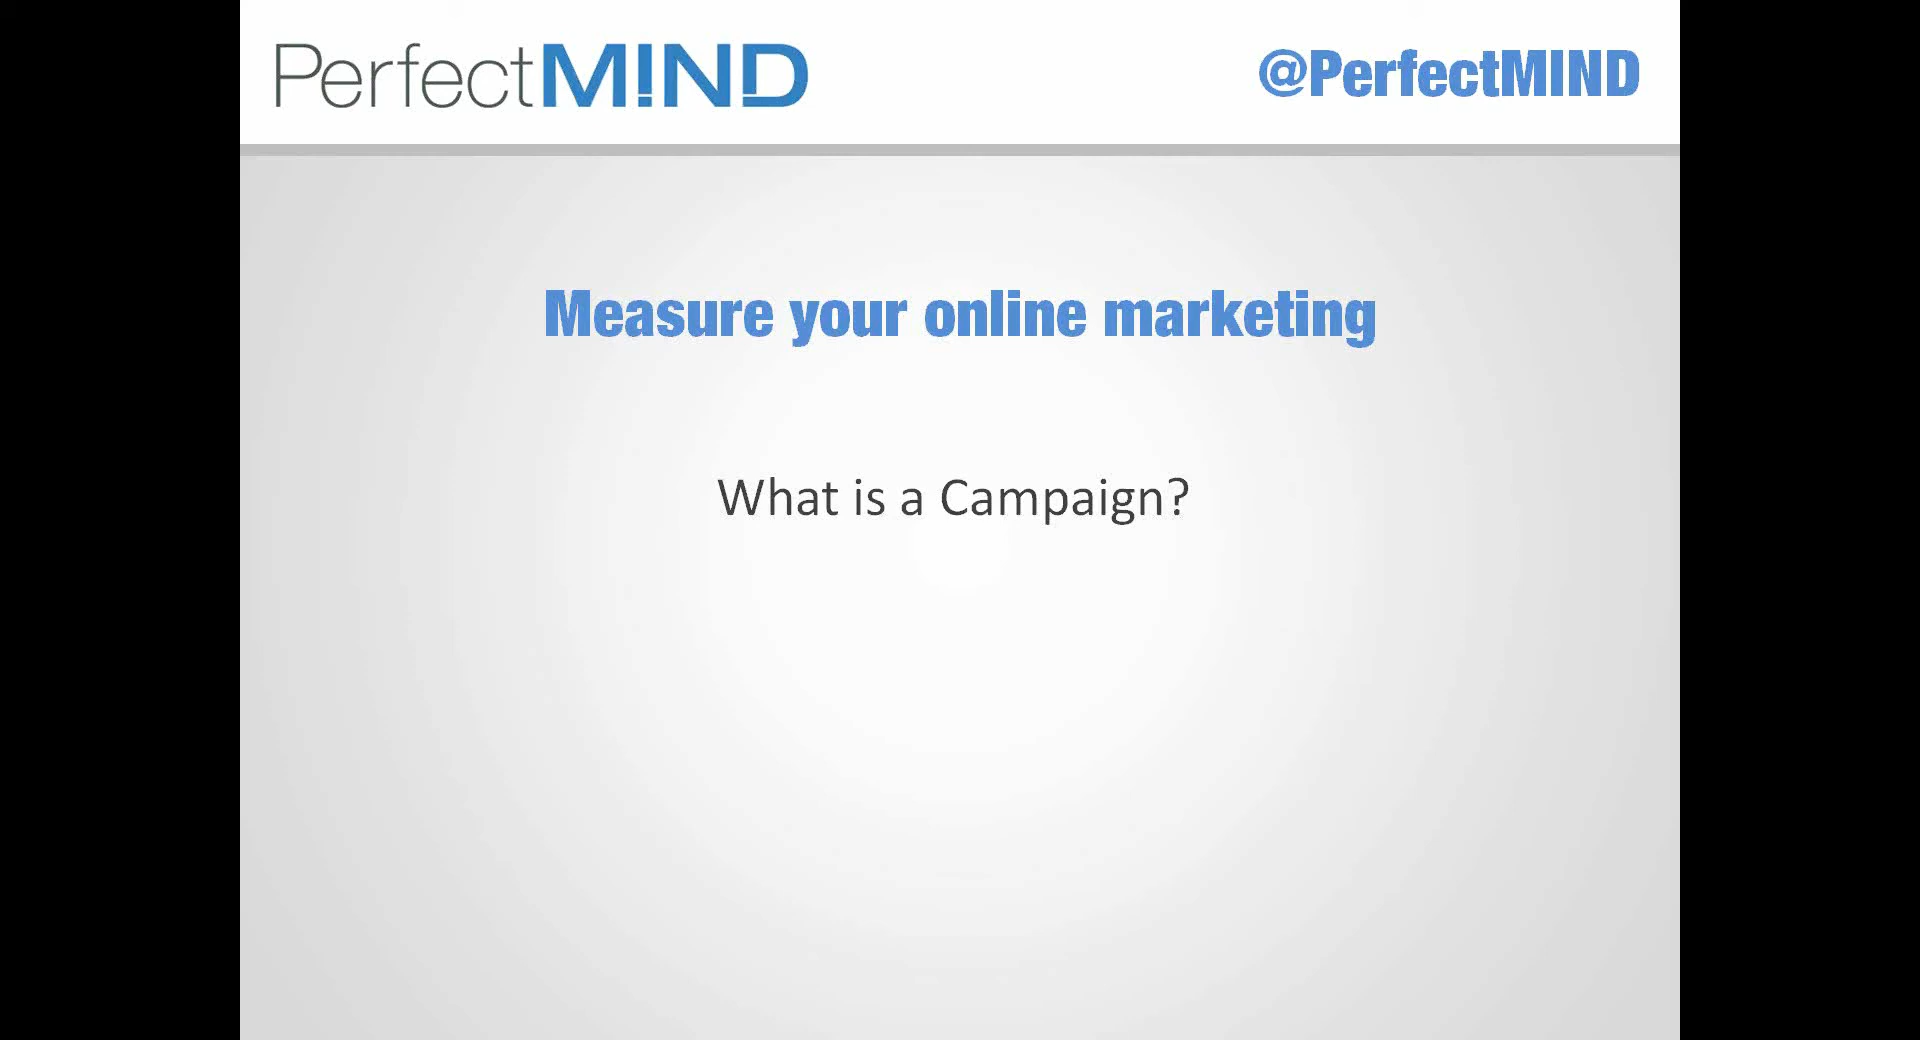 PerfectMIND
@PerfectMIND
Measure your online marketing
What is a Campaign?